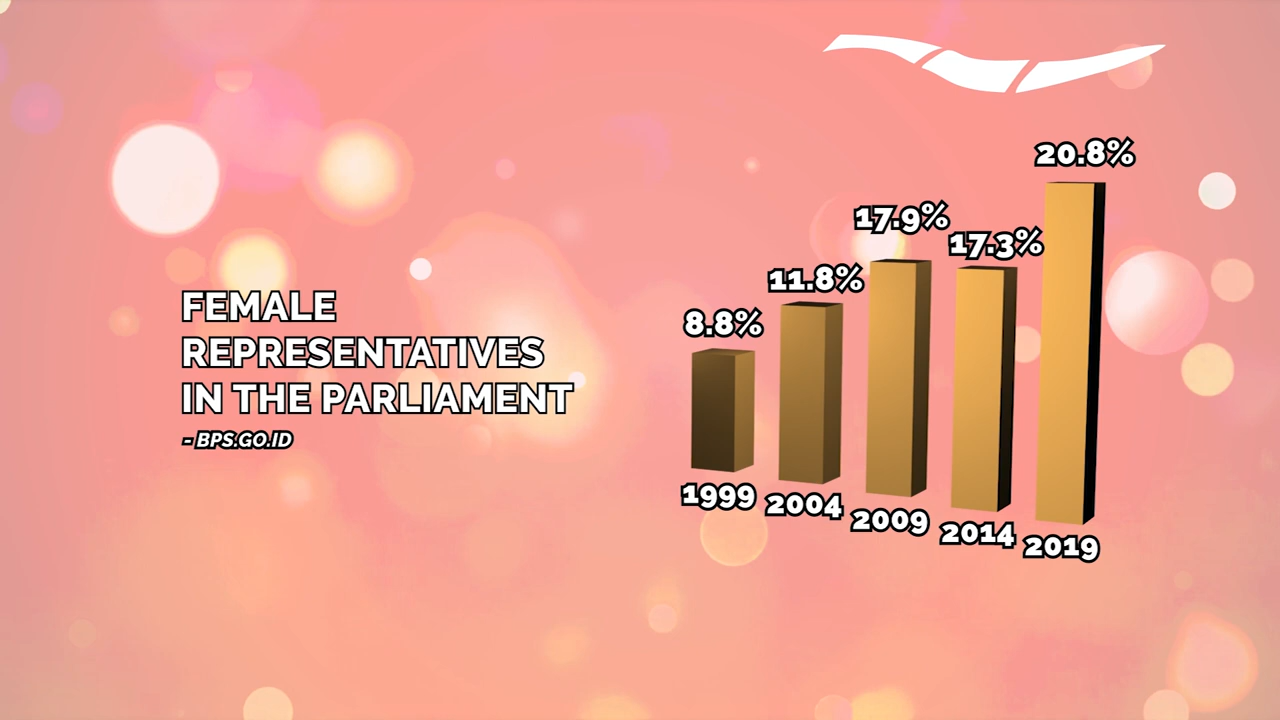 FEMALE
REPRESENTATIVES
IN THE PARLIAMENT
- BPS.GO.ID
8.8%
11.8%
17.9%
17.3%
20.8%
1999
2004
2009
2014
2019